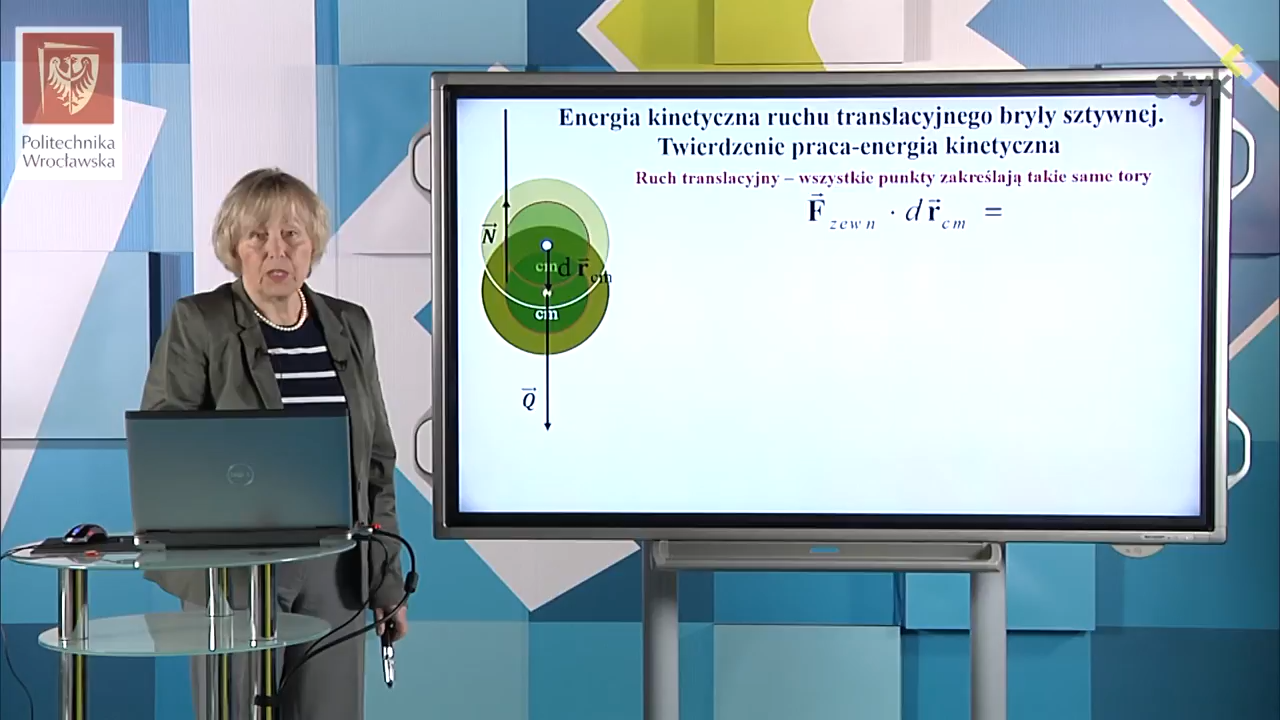 Politechnika
Wrocławska
styk
Energia kinetyczna ruchu translacyjnego bryły sztywnej.
Twierdzenie praca-energia kinetyczna
Ruch translacyjny – wszystkie punkty zakreślają takie same tory
F⃗ zewn · d r⃗ cm =
N⃗
cm
d r⃗ cm
cm
Q⃗
DELL